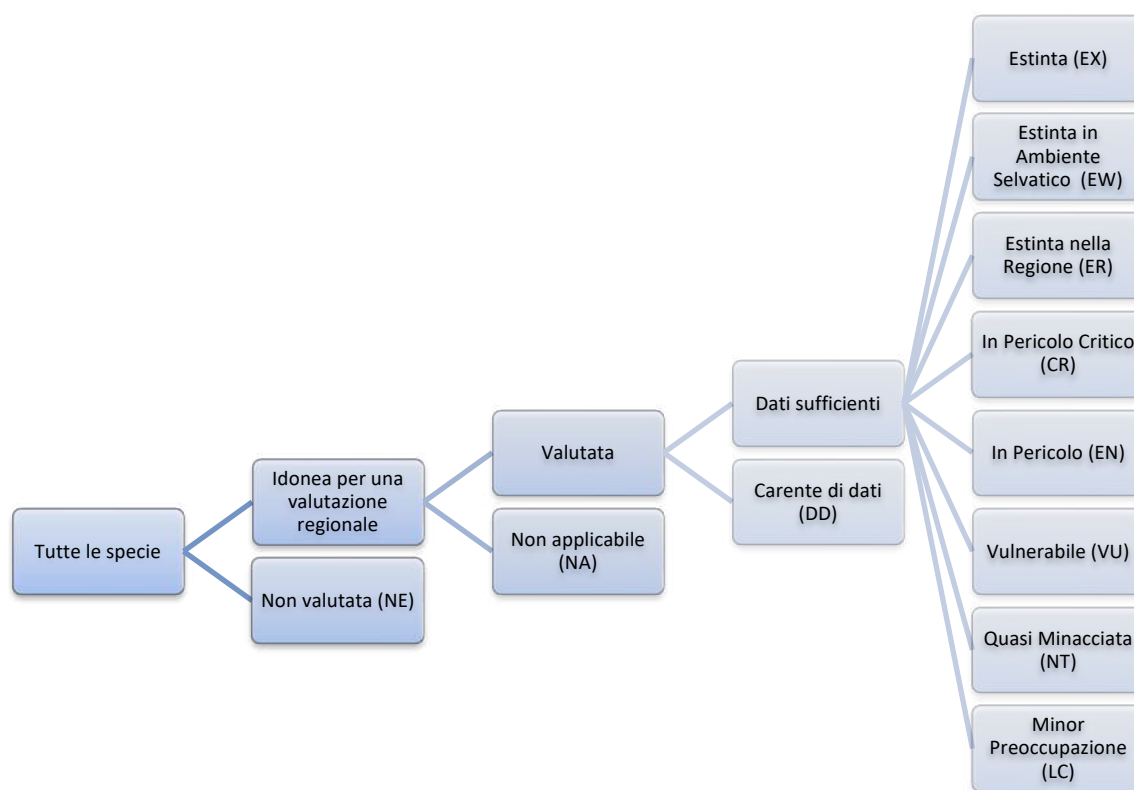 Tutte le specie
Idonea per una
valutazione
regionale
Non valutata (NE)
Valutata
Non applicabile
(NA)
Dati sufficienti
Carente di dati
(DD)
Estinta (EX)
Estinta in
Ambiente
Selvatico (EW)
Estinta nella
Regione (ER)
In Pericolo Critico
(CR)
In Pericolo (EN)
Vulnerabile (VU)
Quasi Minacciata
(NT)
Minor
Preoccupazione
(LC)